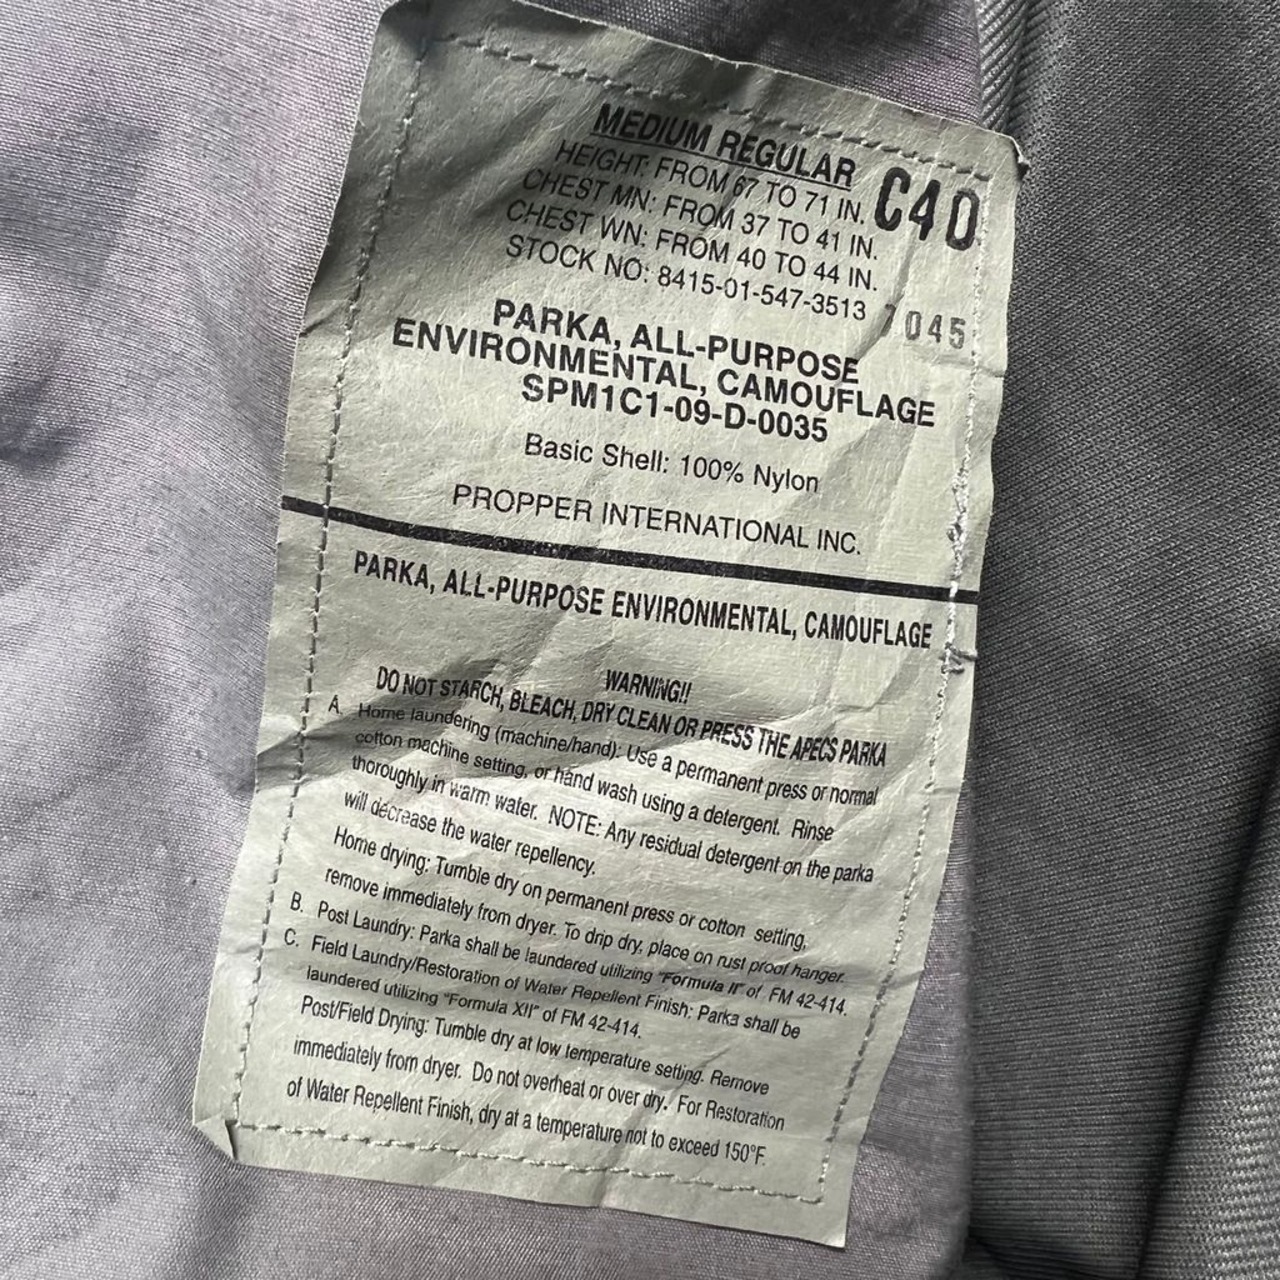 MEDIUM REGULAR
HEIGHT: FROM 67 TO 71 IN.
CHEST MN: FROM 37 TO 41 IN.
CHEST WN: FROM 40 TO 44 IN.
STOCK NO: 8415-01-547-3513
C40
7045
PARKA, ALL-PURPOSE
ENVIRONMENTAL, CAMOUFLAGE
SPM1C1-09-D-0035
Basic Shell: 100% Nylon
PROPPER INTERNATIONAL INC.
PARKA, ALL-PURPOSE ENVIRONMENTAL, CAMOUFLAGE
WARNING!!
DO NOT STARCH, BLEACH, DRY CLEAN OR PRESS THE APECS PARKA
A. Home laundering (machine/hand): Use a permanent press or normal
cotton machine setting, or hand wash using a detergent. Rinse
thoroughly in warm water. NOTE: Any residual detergent on the parka
will decrease the water repellency.
Home drying: Tumble dry on permanent press or cotton setting,
remove immediately from dryer. To drip dry, place on rust proof hanger.
B. Post Laundry: Parka shall be laundered utilizing "Formula II" of FM 42-414.
C. Field Laundry/Restoration of Water Repellent Finish: Parka shall be
laundered utilizing "Formula XII" of FM 42-414.
Post/Field Drying: Tumble dry at low temperature setting. Remove
immediately from dryer. Do not overheat or over dry. For Restoration
of Water Repellent Finish, dry at a temperature not to exceed 150°F.